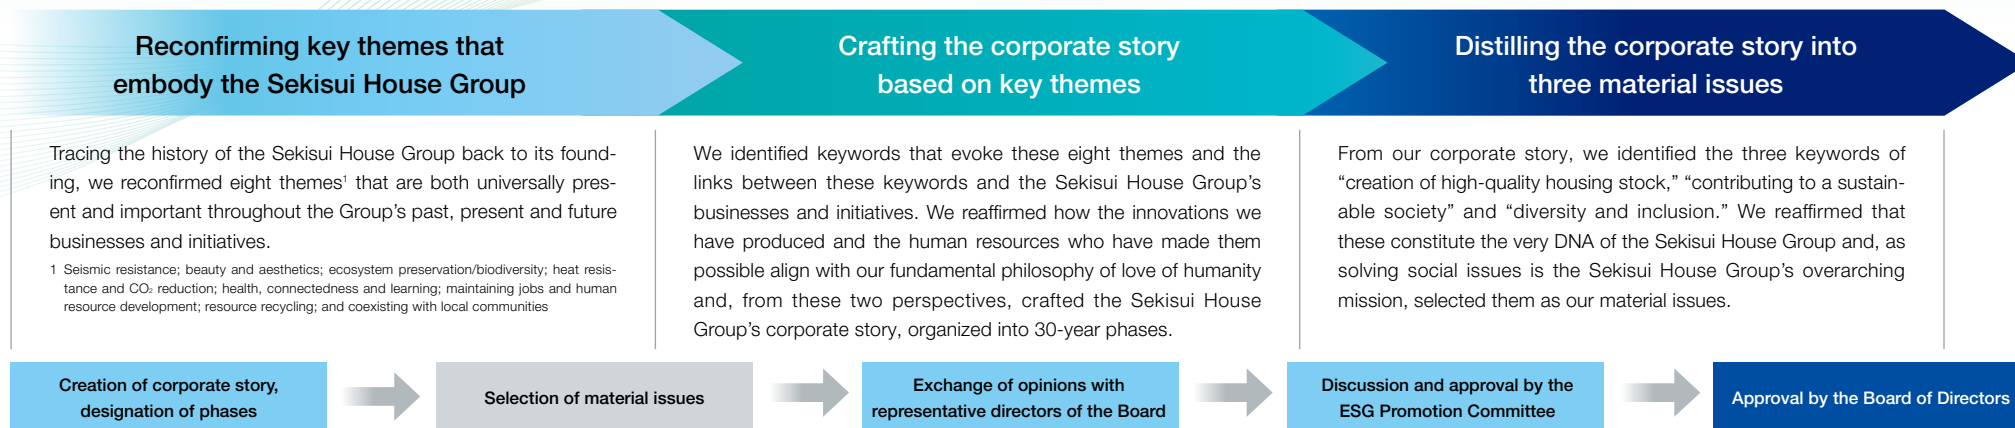 Reconfirming key themes that
embody the Sekisui House Group
Crafting the corporate story
based on key themes
Distilling the corporate story into
three material issues
Tracing the history of the Sekisui House Group back to its found-
ing, we reconfirmed eight themes¹ that are both universally pres-
ent and important throughout the Group’s past, present and future
businesses and initiatives.
1 Seismic resistance; beauty and aesthetics; ecosystem preservation/biodiversity; heat resis-
tance and CO₂ reduction; health, connectedness and learning; maintaining jobs and human
resource development; resource recycling; and coexisting with local communities
We identified keywords that evoke these eight themes and the
links between these keywords and the Sekisui House Group’s
businesses and initiatives. We reaffirmed how the innovations we
have produced and the human resources who have made them
possible align with our fundamental philosophy of love of humanity
and, from these two perspectives, crafted the Sekisui House
Group’s corporate story, organized into 30-year phases.
From our corporate story, we identified the three keywords of
“creation of high-quality housing stock,” “contributing to a sustain-
able society” and “diversity and inclusion.” We reaffirmed that
these constitute the very DNA of the Sekisui House Group and, as
solving social issues is the Sekisui House Group’s overarching
mission, selected them as our material issues.
Creation of corporate story,
designation of phases
Selection of material issues
Exchange of opinions with
representative directors of the Board
Discussion and approval by the
ESG Promotion Committee
Approval by the Board of Directors